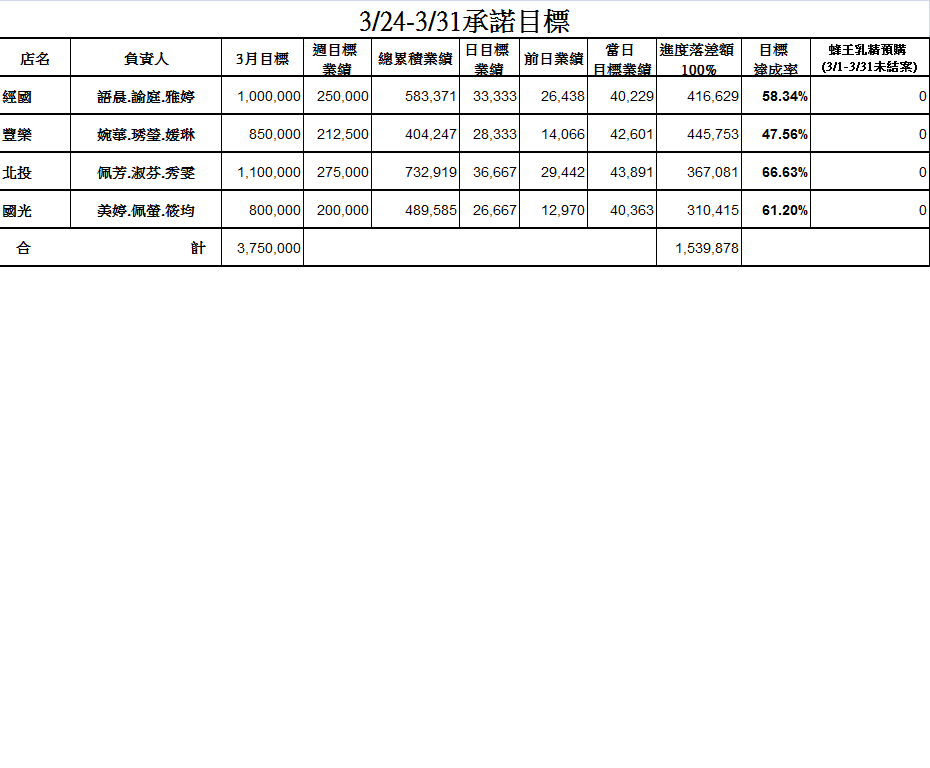 3/24-3/31承諾目標
店名 負責人 3月目標 週目標業績 總累積業績 日目標業績 前日業績 當日目標業績 進度落差額100% 目標達成率 蜂王乳精預購(3/1-3/31未結案)
經國 語晨.諭庭.雅婷 1,000,000 250,000 583,371 33,333 26,438 40,229 416,629 58.34% 0
豐樂 婉華.琇瑩.媛琳 850,000 212,500 404,247 28,333 14,066 42,601 445,753 47.56% 0
北投 佩芳.淑芬.秀雯 1,100,000 275,000 732,919 36,667 29,442 43,891 367,081 66.63% 0
國光 美婷.佩螢.筱均 800,000 200,000 489,585 26,667 12,970 40,363 310,415 61.20% 0
合 計 3,750,000 1,539,878